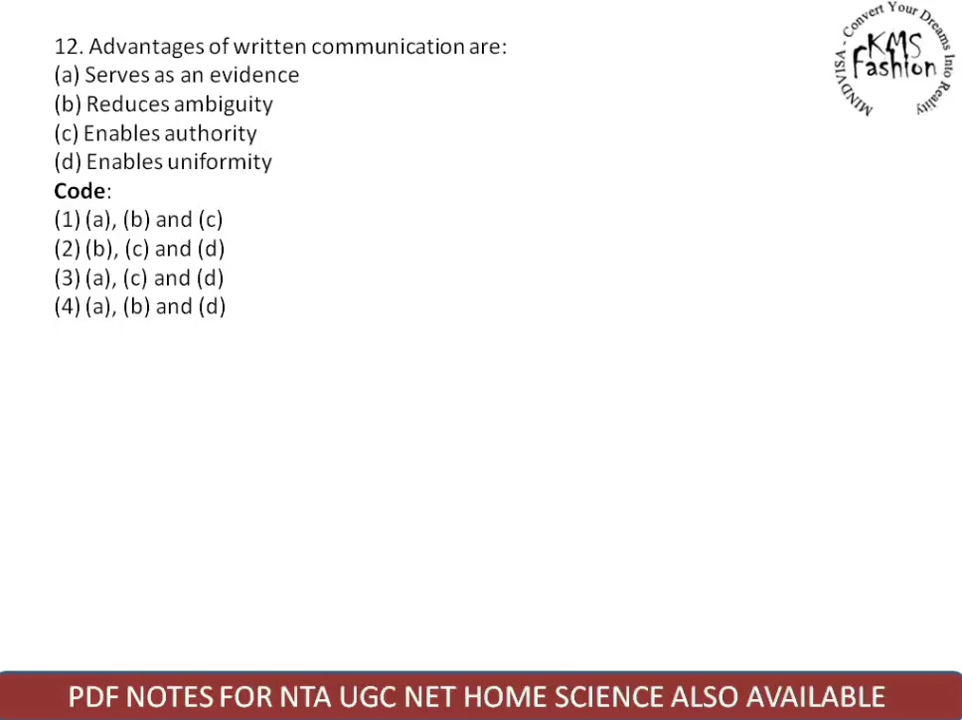 12. Advantages of written communication are:
(a) Serves as an evidence
(b) Reduces ambiguity
(c) Enables authority
(d) Enables uniformity
Code:
(1) (a), (b) and (c)
(2) (b), (c) and (d)
(3) (a), (c) and (d)
(4) (a), (b) and (d)
MINDVISA - Convert Your Dreams Into Reality
KMS
Fashion
PDF NOTES FOR NTA UGC NET HOME SCIENCE ALSO AVAILABLE